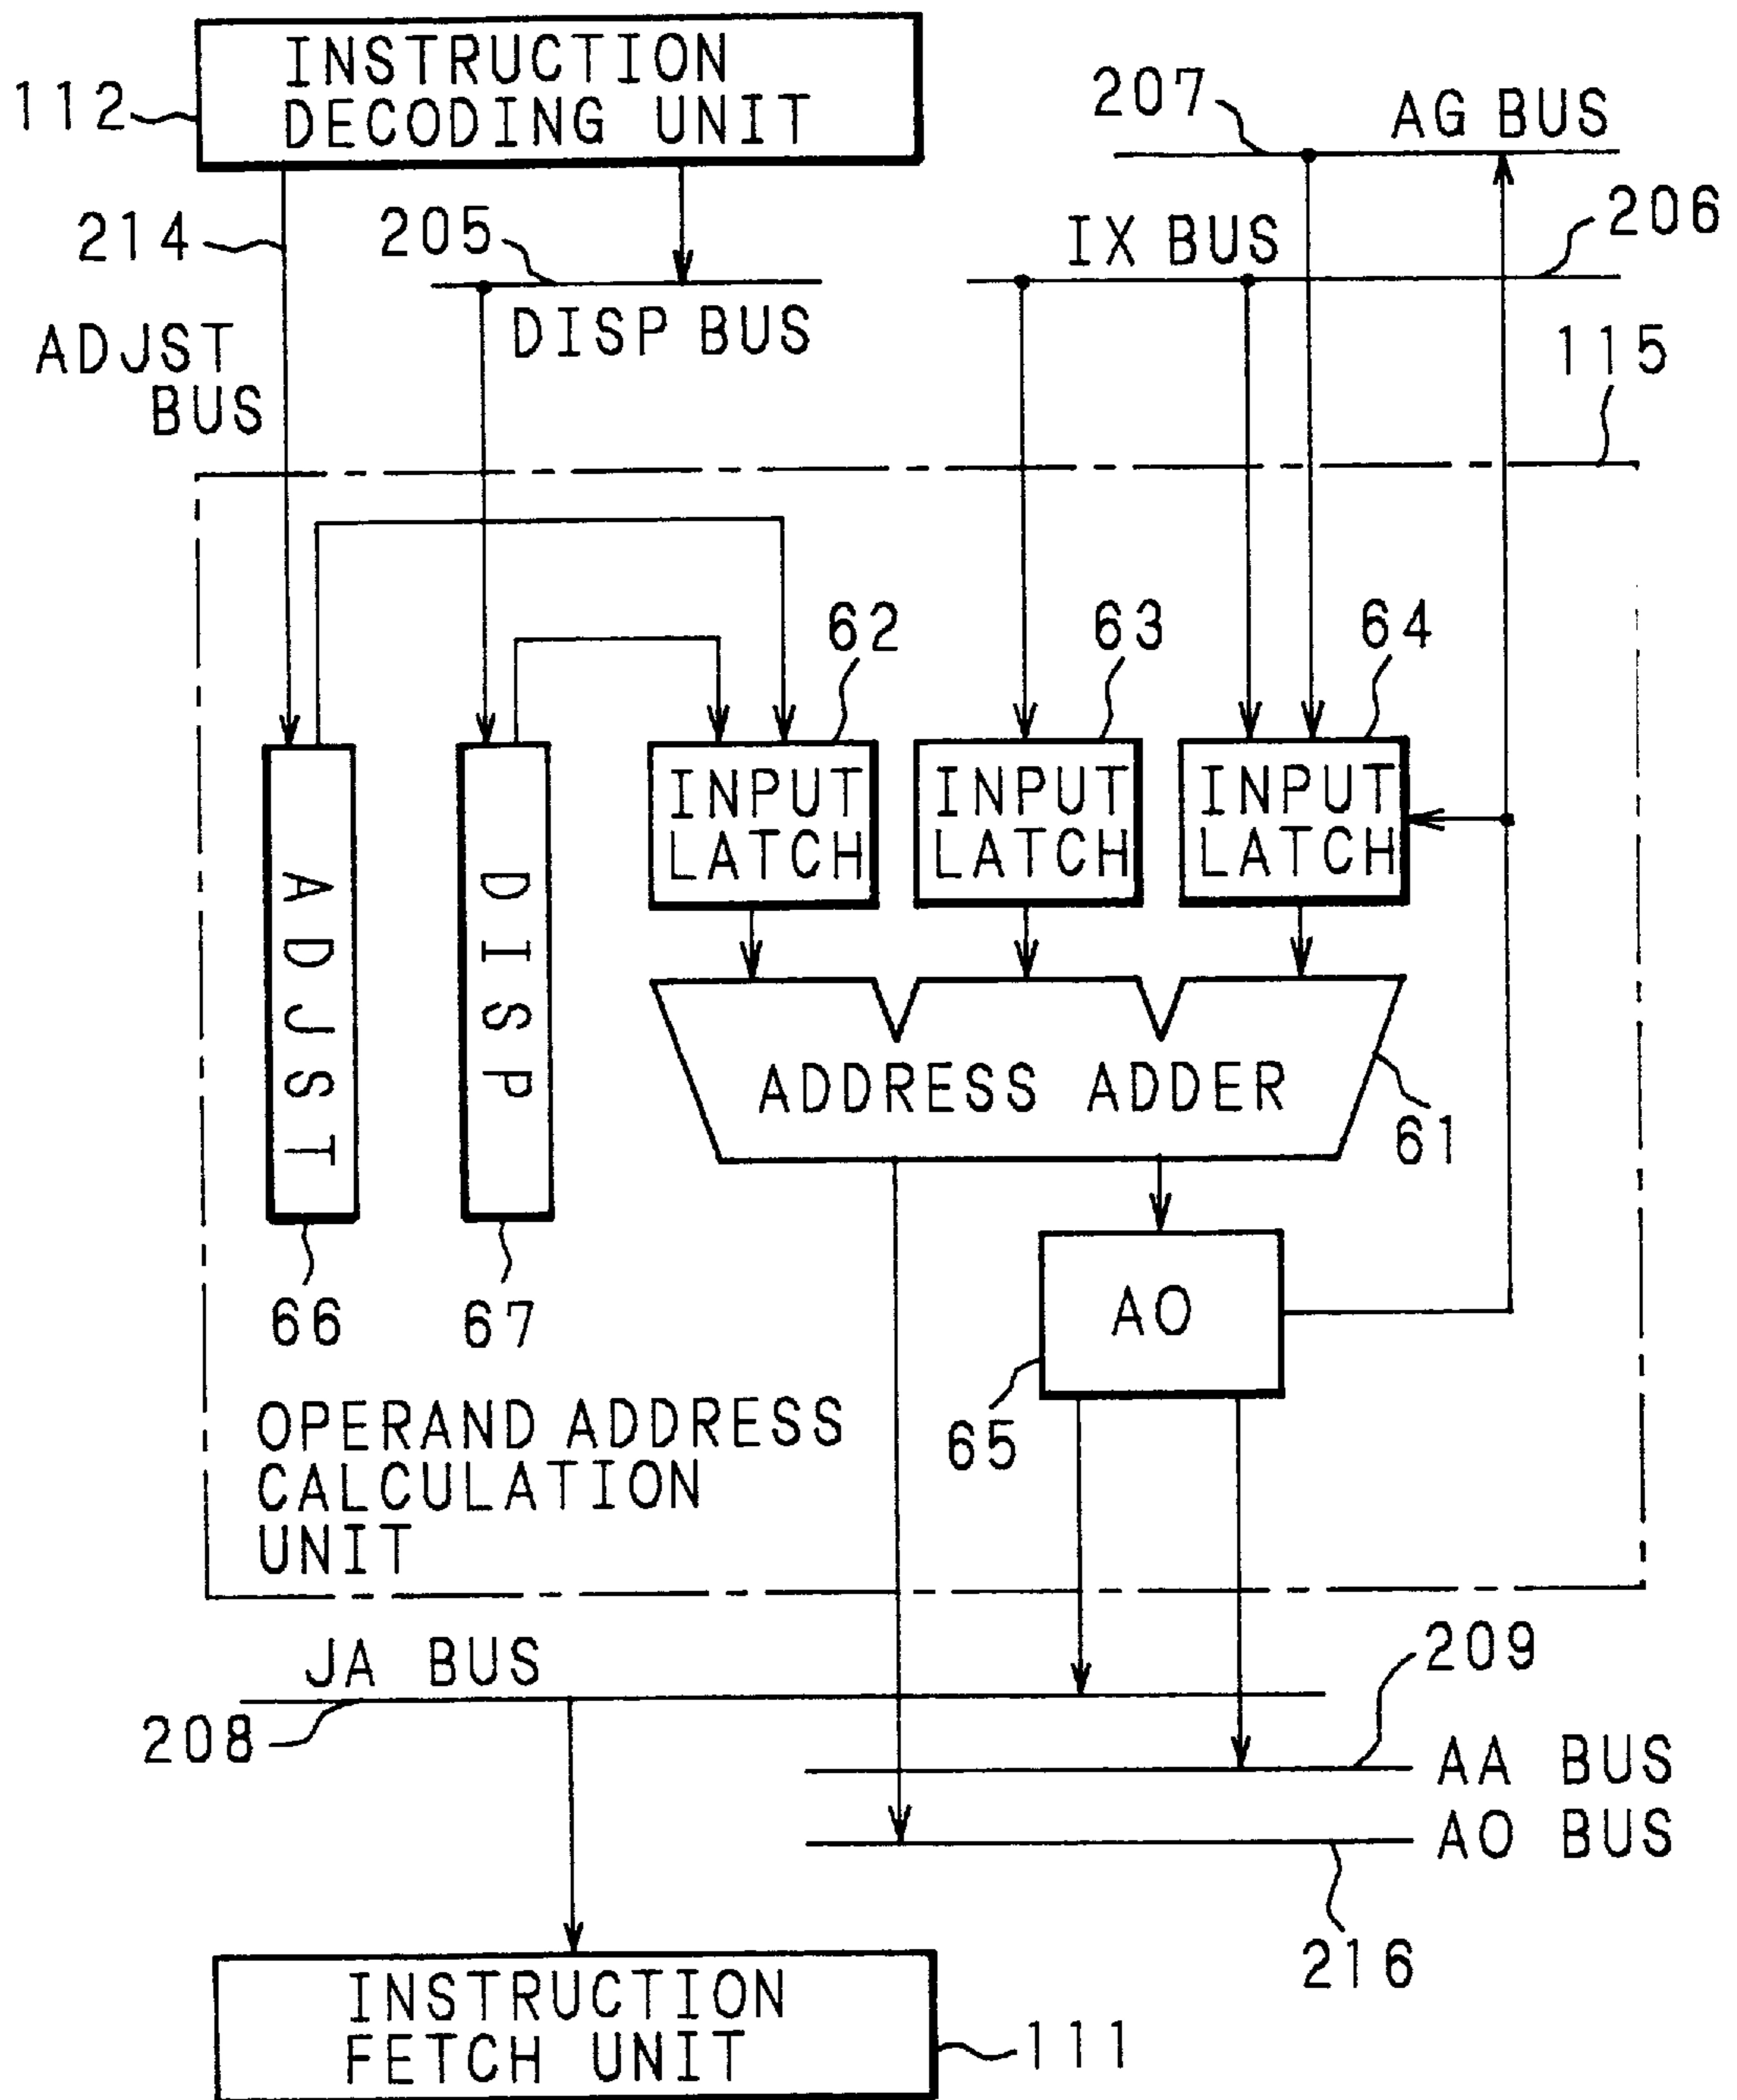 INSTRUCTION
DECODING UNIT
112
207
AG BUS
214
205
IX BUS
206
ADJST
BUS
DISP BUS
115
62
63
64
INPUT
LATCH
INPUT
LATCH
INPUT
LATCH
ADJST
DISP
ADDRESS ADDER
61
66
67
AO
65
OPERAND ADDRESS
CALCULATION
UNIT
JA BUS
209
208
AA BUS
AO BUS
216
INSTRUCTION
FETCH UNIT
111